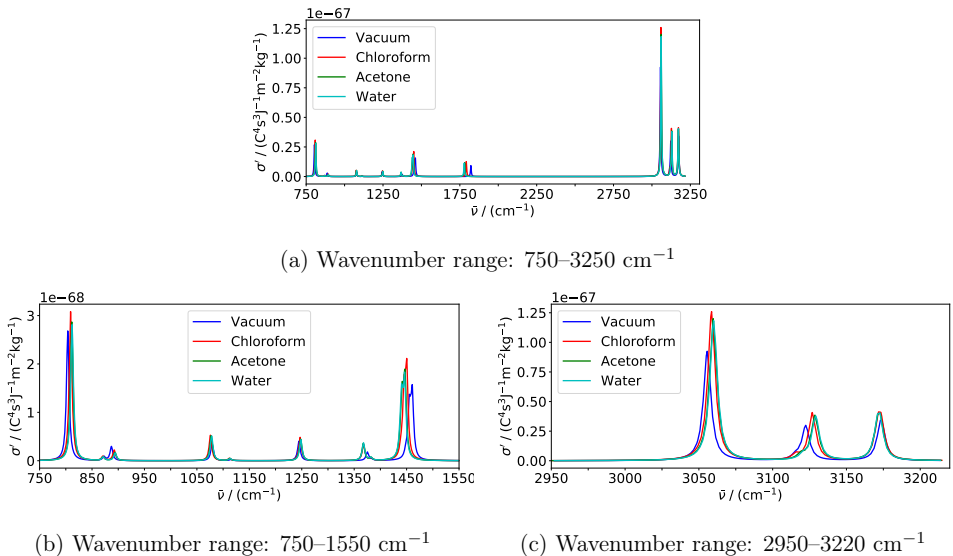 1e−67
σ′ / (C⁴s³J⁻¹m⁻²kg⁻¹)
1.25
1.00
0.75
0.50
0.25
0.00
Vacuum
Chloroform
Acetone
Water
750 1250 1750 2250 2750 3250
ν̄ / (cm⁻¹)
(a) Wavenumber range: 750–3250 cm⁻¹
1e−68
σ′ / (C⁴s³J⁻¹m⁻²kg⁻¹)
3
2
1
0
Vacuum
Chloroform
Acetone
Water
750 850 950 1050 1150 1250 1350 1450 1550
ν̄ / (cm⁻¹)
(b) Wavenumber range: 750–1550 cm⁻¹
1e−67
σ′ / (C⁴s³J⁻¹m⁻²kg⁻¹)
1.25
1.00
0.75
0.50
0.25
0.00
Vacuum
Chloroform
Acetone
Water
2950 3000 3050 3100 3150 3200
ν̄ / (cm⁻¹)
(c) Wavenumber range: 2950–3220 cm⁻¹